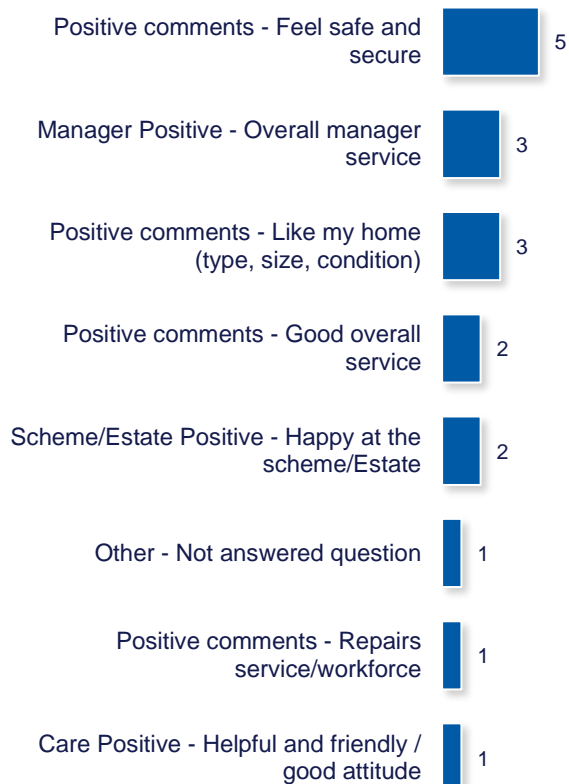 Positive comments - Feel safe and
secure
5
Manager Positive - Overall manager
service
3
Positive comments - Like my home
(type, size, condition)
3
Positive comments - Good overall
service
2
Scheme/Estate Positive - Happy at the
scheme/Estate
2
Other - Not answered question
1
Positive comments - Repairs
service/workforce
1
Care Positive - Helpful and friendly /
good attitude
1